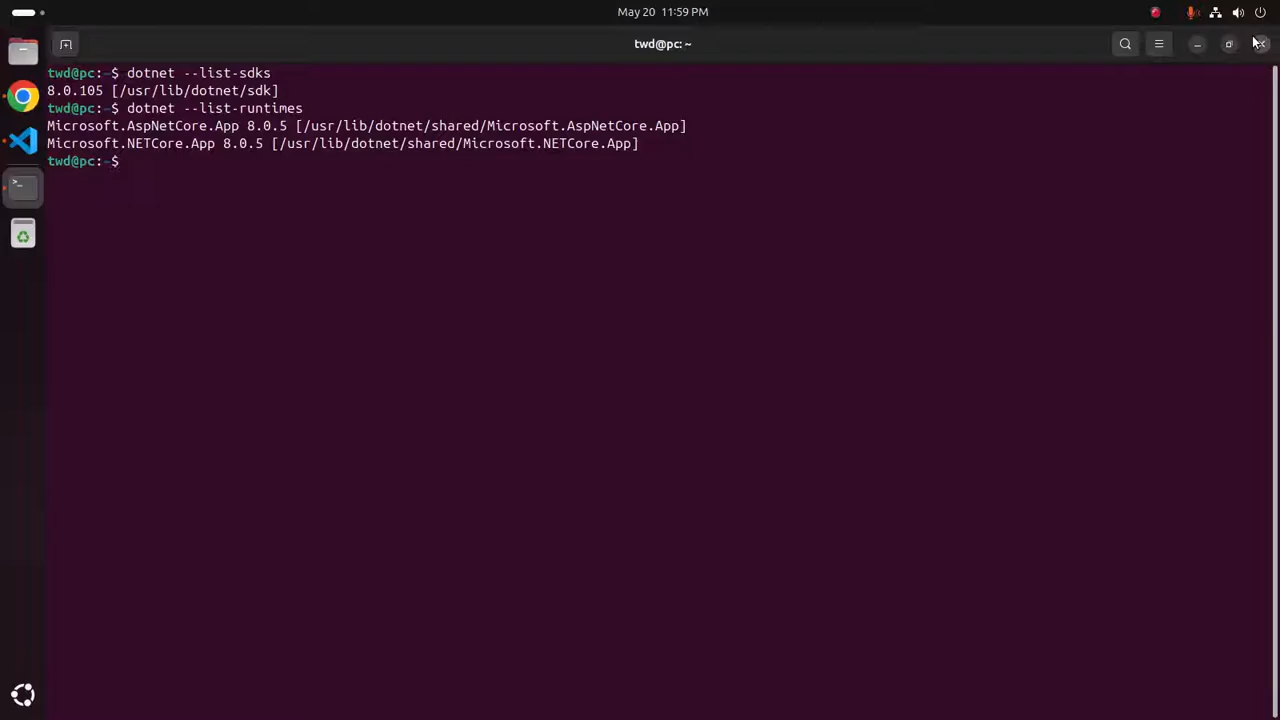 May 20 11:59 PM
twd@pc: ~
twd@pc:~$ dotnet --list-sdks
8.0.105 [/usr/lib/dotnet/sdk]
twd@pc:~$ dotnet --list-runtimes
Microsoft.AspNetCore.App 8.0.5 [/usr/lib/dotnet/shared/Microsoft.AspNetCore.App]
Microsoft.NETCore.App 8.0.5 [/usr/lib/dotnet/shared/Microsoft.NETCore.App]
twd@pc:~$